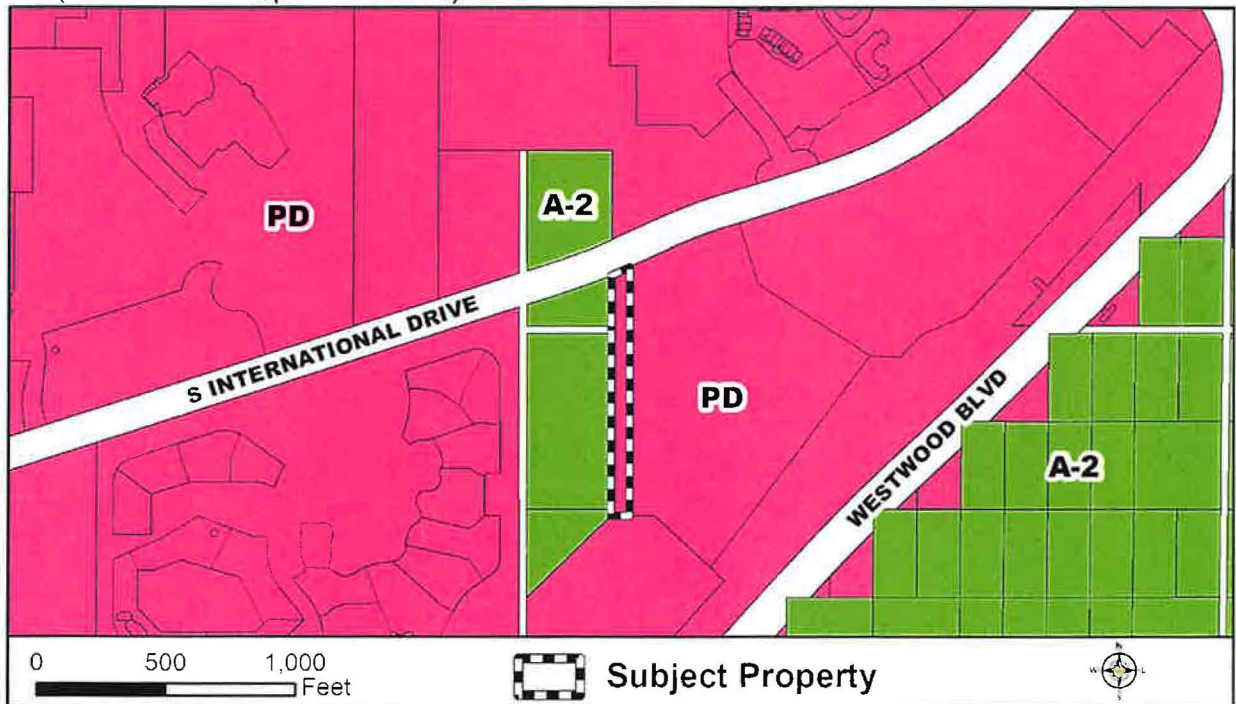 A-2
PD
S INTERNATIONAL DRIVE
PD
A-2
WESTWOOD BLVD
0 500 1,000
Feet
Subject Property